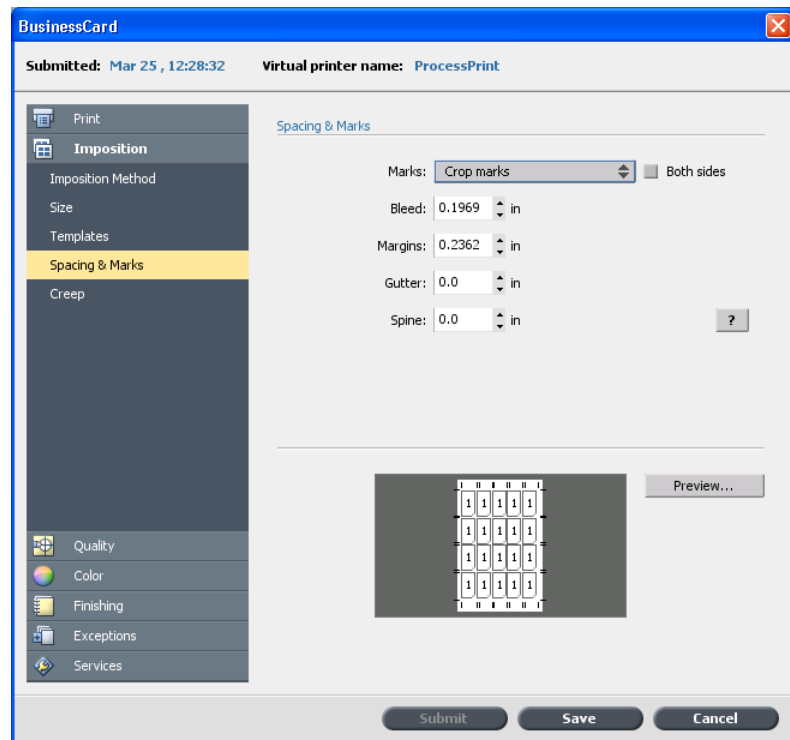 BusinessCard
Submitted: Mar 25 , 12:28:32 Virtual printer name: ProcessPrint
Print
Imposition
Imposition Method
Size
Templates
Spacing & Marks
Creep
Quality
Color
Finishing
Exceptions
Services
Spacing & Marks
Marks: Crop marks Both sides
Bleed: 0.1969 in
Margins: 0.2362 in
Gutter: 0.0 in
Spine: 0.0 in
?
1 1 1 1 1
1 1 1 1 1
1 1 1 1 1
1 1 1 1 1
Preview...
Submit Save Cancel